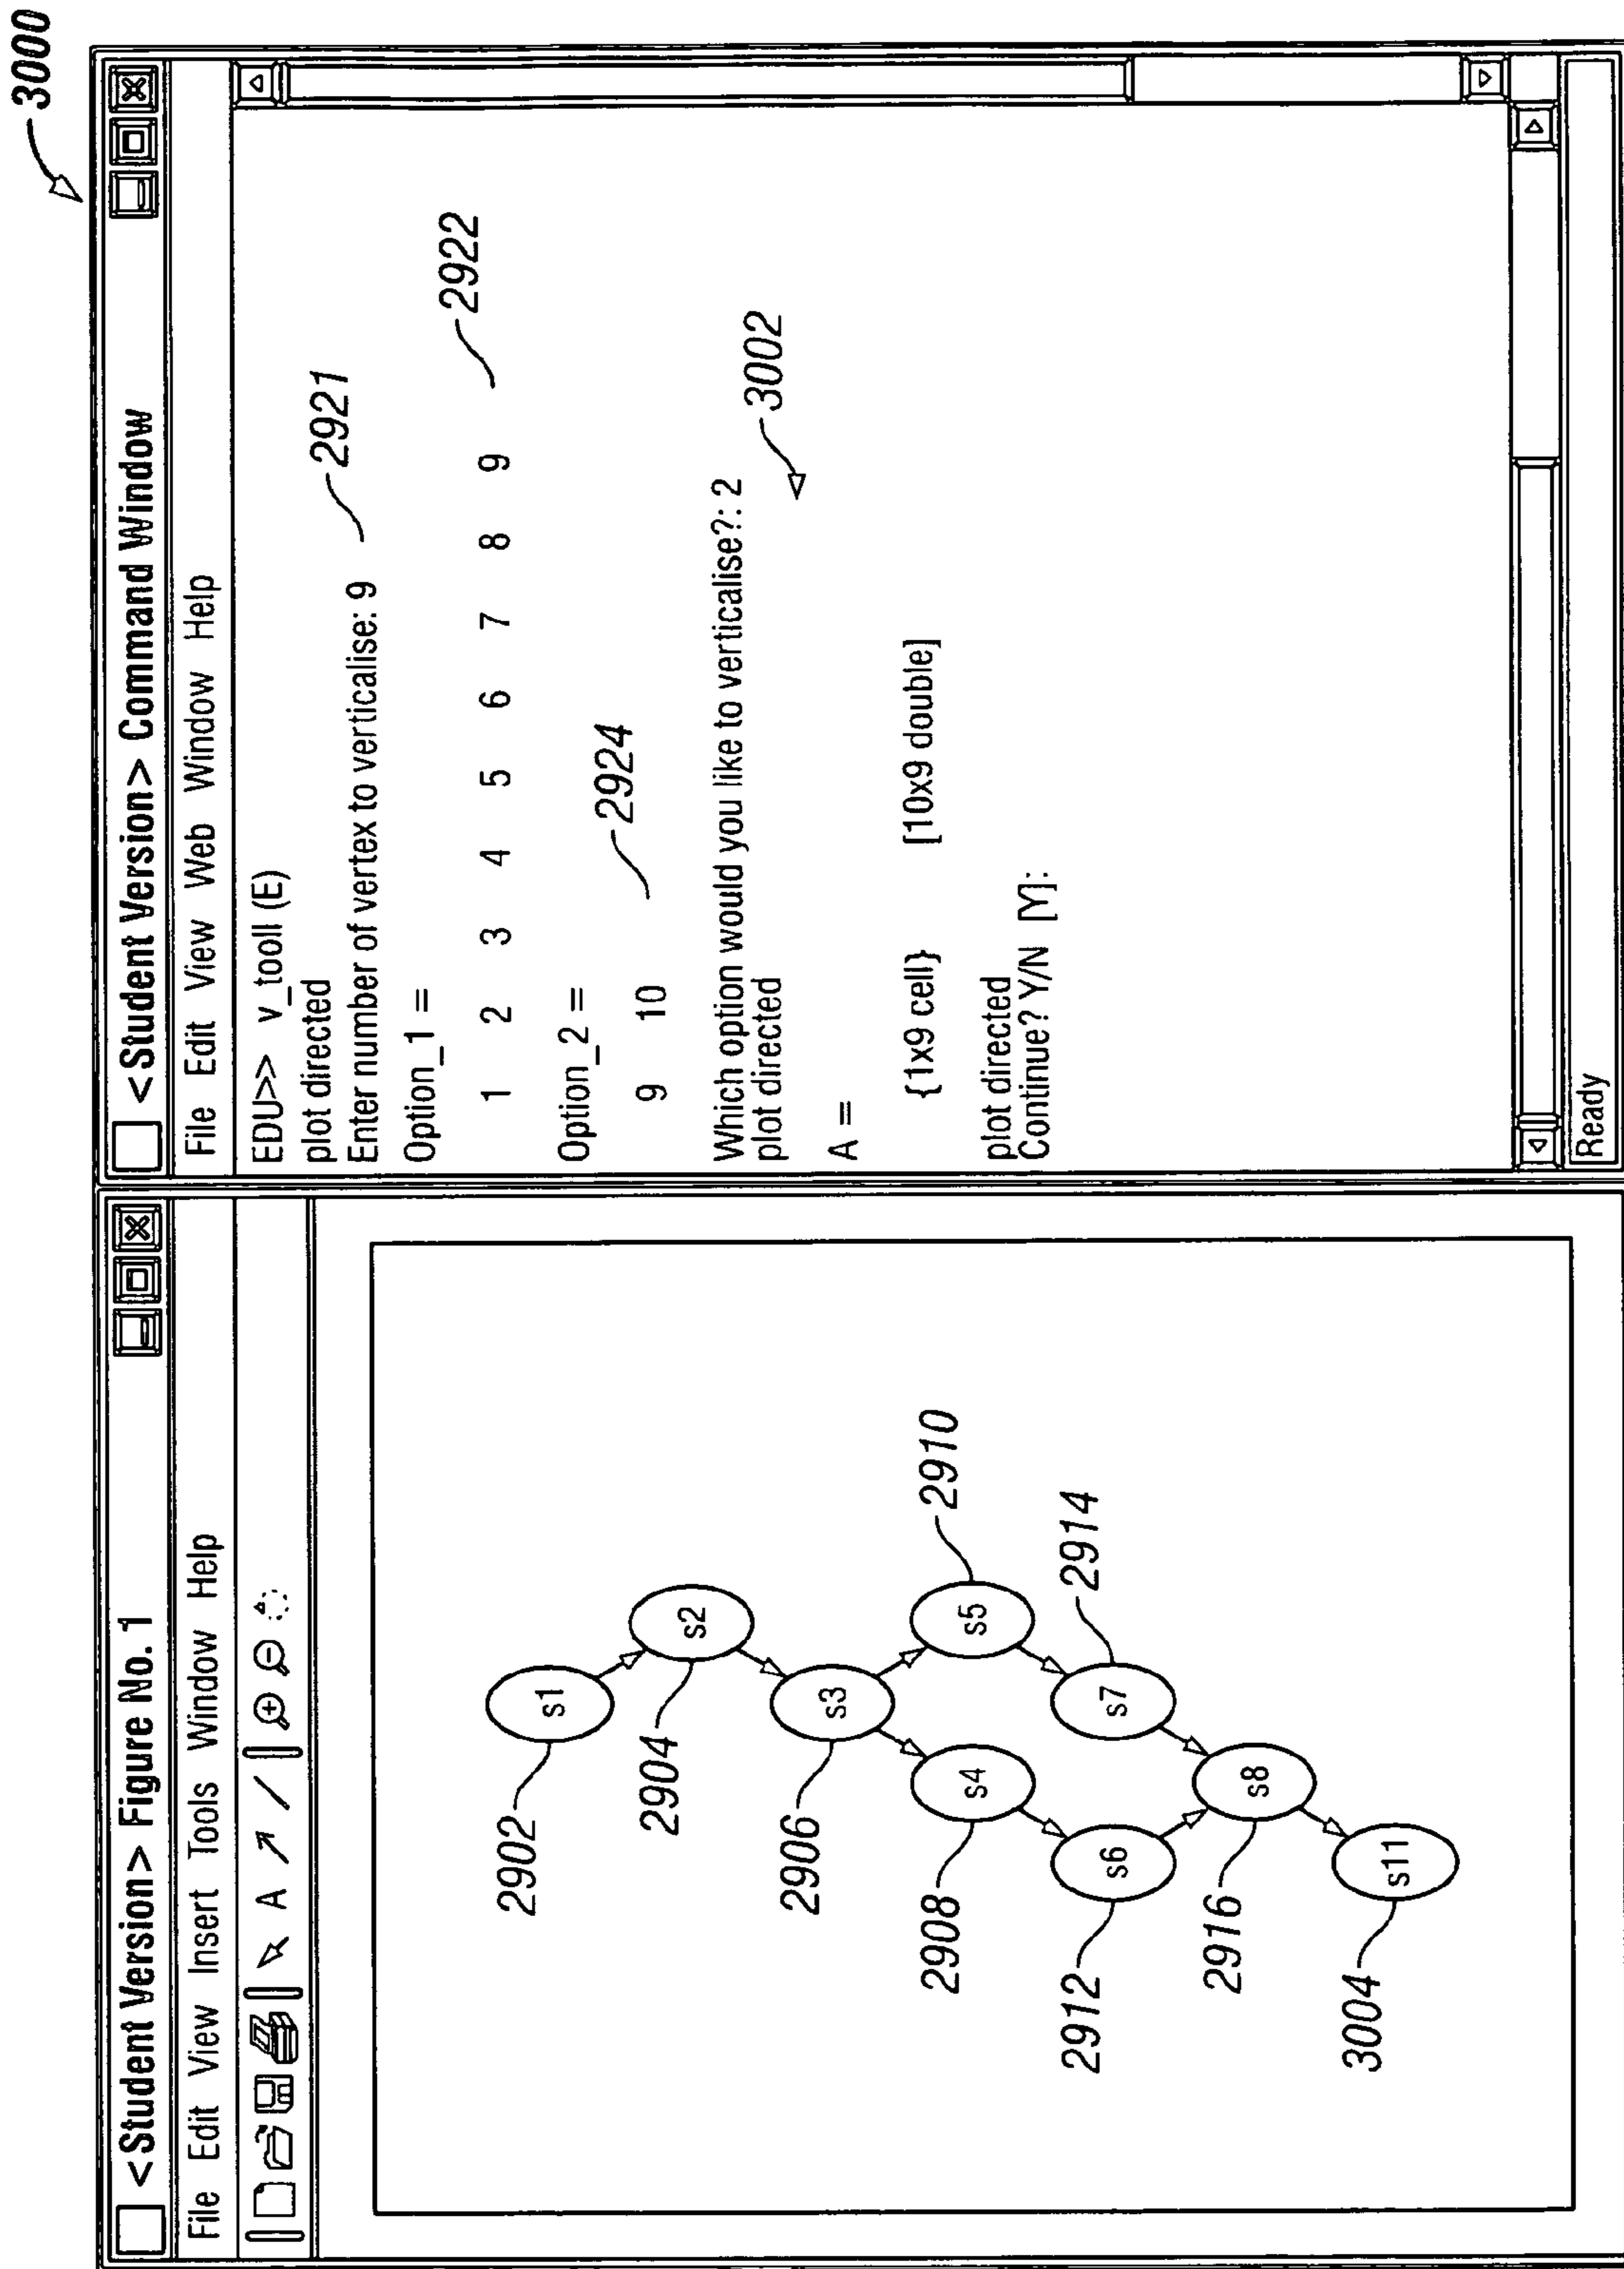 3000
<Student Version> Figure No. 1
File Edit View Insert Tools Window Help
A
s1
s2
s3
s4
s5
s6
s7
s8
s11
2902
2904
2906
2908
2910
2912
2914
2916
3004
<Student Version> Command Window
File Edit View Web Window Help
EDU>> v_tooll (E)
plot directed
Enter number of vertex to verticalise: 9
2921
Option_1 =
1 2 3 4 5 6 7 8 9
2922
Option_2 =
9 10
2924
Which option would you like to verticalise?: 2
plot directed
3002
A =
{1x9 cell} [10x9 double]
plot directed
Continue? Y/N [Y]:
Ready